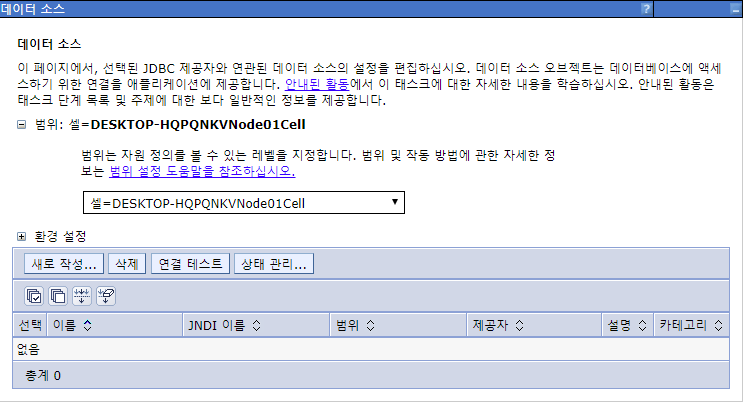 데이터 소스
? _
데이터 소스
이 페이지에서, 선택된 JDBC 제공자와 연관된 데이터 소스의 설정을 편집하십시오. 데이터 소스 오브젝트는 데이터베이스에 액세
스하기 위한 연결을 애플리케이션에 제공합니다. 안내된 활동에서 이 태스크에 대한 자세한 내용을 학습하십시오. 안내된 활동은
태스크 단계 목록 및 주제에 대한 보다 일반적인 정보를 제공합니다.
범위: 셀=DESKTOP-HQPQNKVNode01Cell
범위는 자원 정의를 볼 수 있는 레벨을 지정합니다. 범위 및 작동 방법에 관한 자세한 정
보는 범위 설정 도움말을 참조하십시오.
셀=DESKTOP-HQPQNKVNode01Cell
환경 설정
새로 작성... 삭제 연결 테스트 상태 관리...
선택 이름 JNDI 이름 범위 제공자 설명 카테고리
없음
총계 0